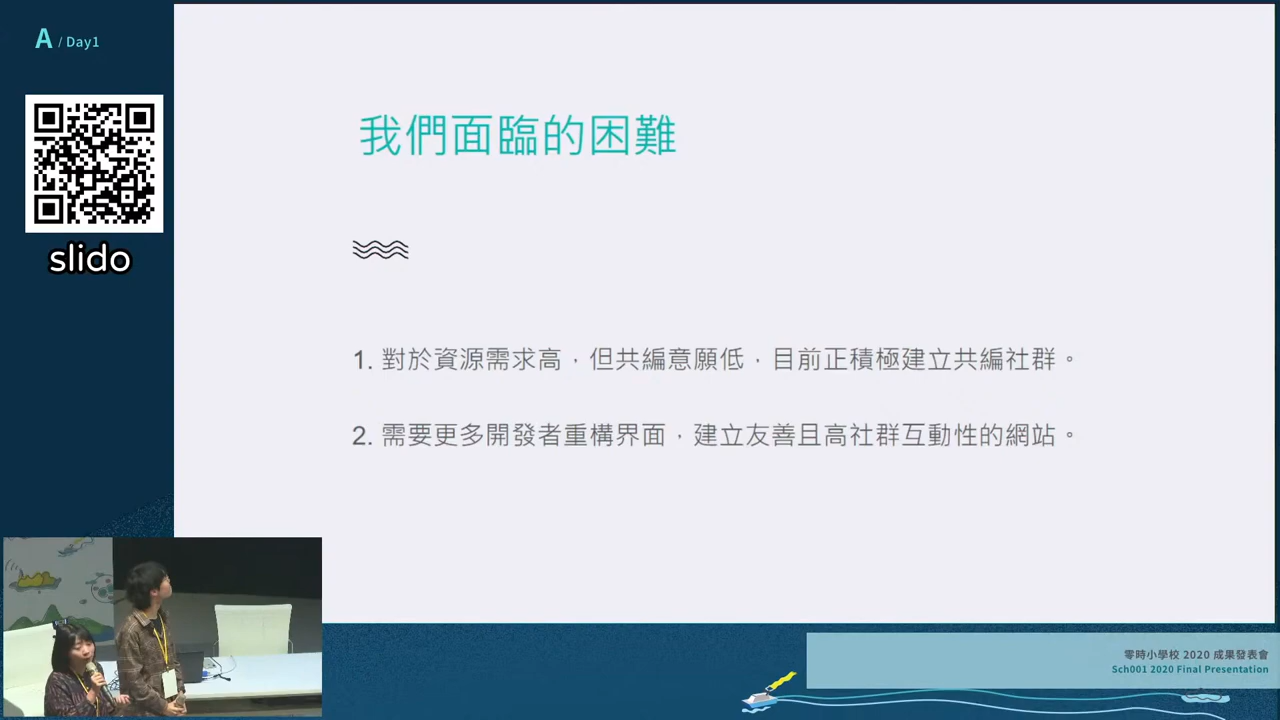 A / Day1
slido
我們面臨的困難
1. 對於資源需求高，但共編意願低，目前正積極建立共編社群。
2. 需要更多開發者重構界面，建立友善且高社群互動性的網站。
零時小學校 2020 成果發表會
Sch001 2020 Final Presentation